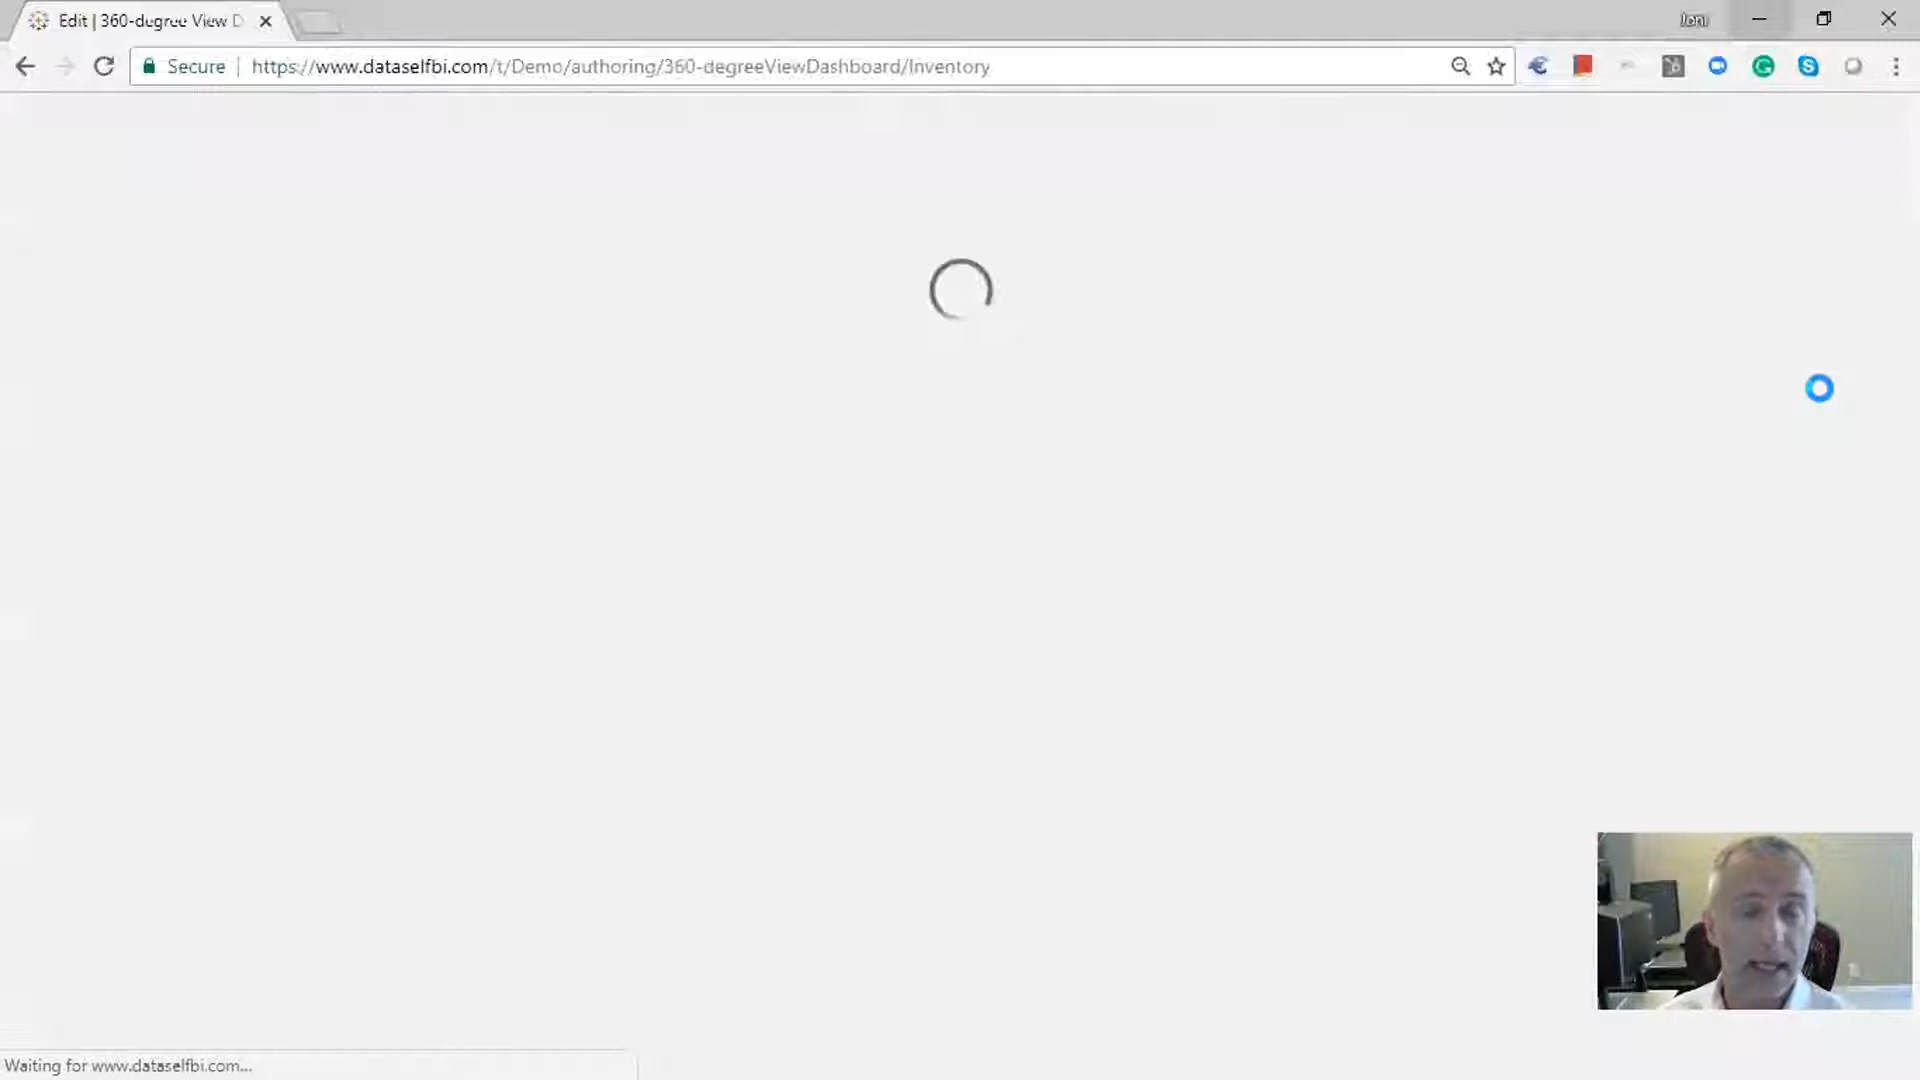 Edit | 360-degree View D
Joni
Secure | https://www.dataselfbi.com/t/Demo/authoring/360-degreeViewDashboard/Inventory
Waiting for www.dataselfbi.com...